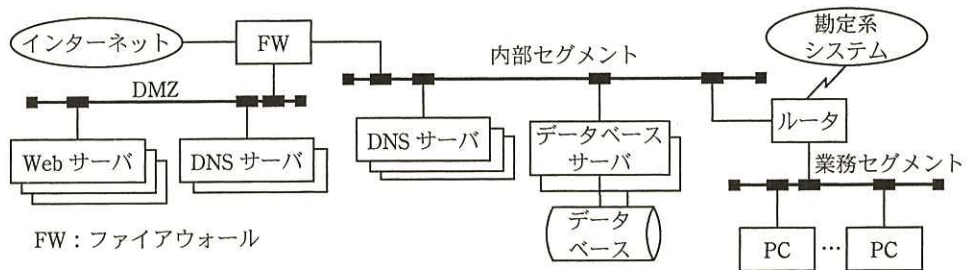 インターネット
FW
内部セグメント
勘定系
システム
DMZ
Webサーバ
DNSサーバ
DNSサーバ
データベース
サーバ
データ
ベース
ルータ
業務セグメント
PC
…
PC
FW:ファイアウォール